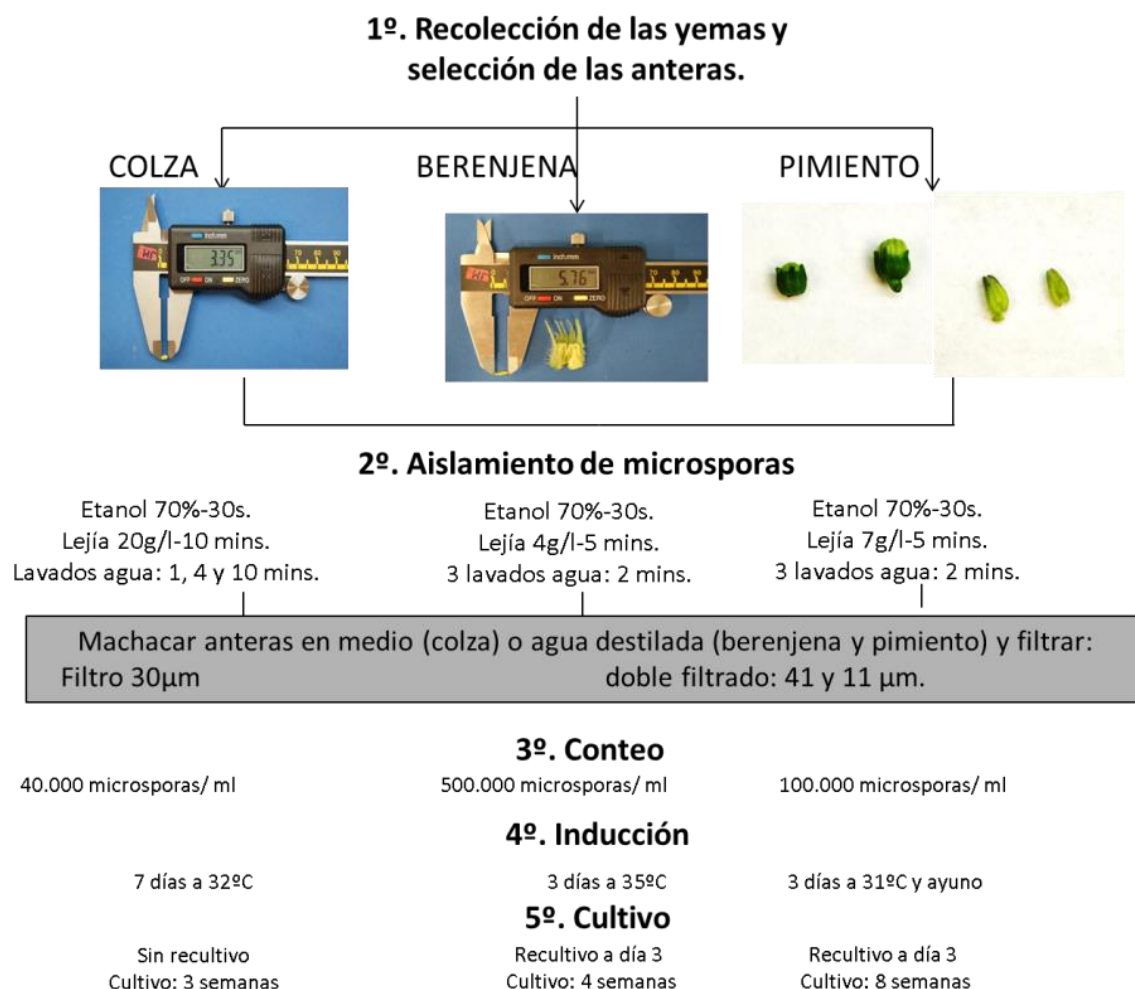 1º. Recolección de las yemas y
selección de las anteras.
COLZA
BERENJENA
PIMIENTO
3.35
OFF ON ZERO
5.76
OFF ON ZERO
2º. Aislamiento de microsporas
Etanol 70%-30s.
Lejía 20g/l-10 mins.
Lavados agua: 1, 4 y 10 mins.
Etanol 70%-30s.
Lejía 4g/l-5 mins.
3 lavados agua: 2 mins.
Etanol 70%-30s.
Lejía 7g/l-5 mins.
3 lavados agua: 2 mins.
Machacar anteras en medio (colza) o agua destilada (berenjena y pimiento) y filtrar:
Filtro 30µm doble filtrado: 41 y 11 µm.
3º. Conteo
40.000 microsporas/ ml 500.000 microsporas/ ml 100.000 microsporas/ ml
4º. Inducción
7 días a 32ºC 3 días a 35ºC 3 días a 31ºC y ayuno
5º. Cultivo
Sin recultivo
Cultivo: 3 semanas
Recultivo a día 3
Cultivo: 4 semanas
Recultivo a día 3
Cultivo: 8 semanas